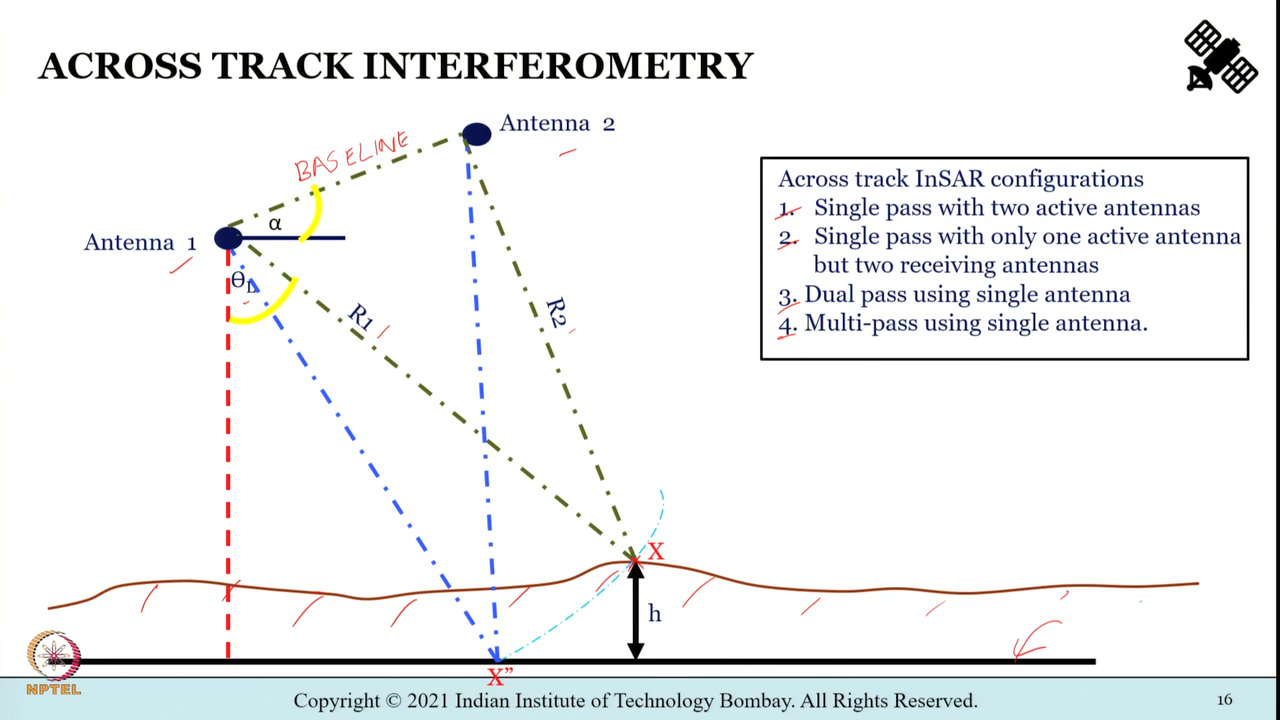 ACROSS TRACK INTERFEROMETRY
Antenna 2
BASELINE
α
Antenna 1
Across track InSAR configurations
1. Single pass with two active antennas
2. Single pass with only one active antenna
but two receiving antennas
3. Dual pass using single antenna
4. Multi-pass using single antenna.
R1
R2
X
h
X”
NPTEL
Copyright © 2021 Indian Institute of Technology Bombay. All Rights Reserved.
16